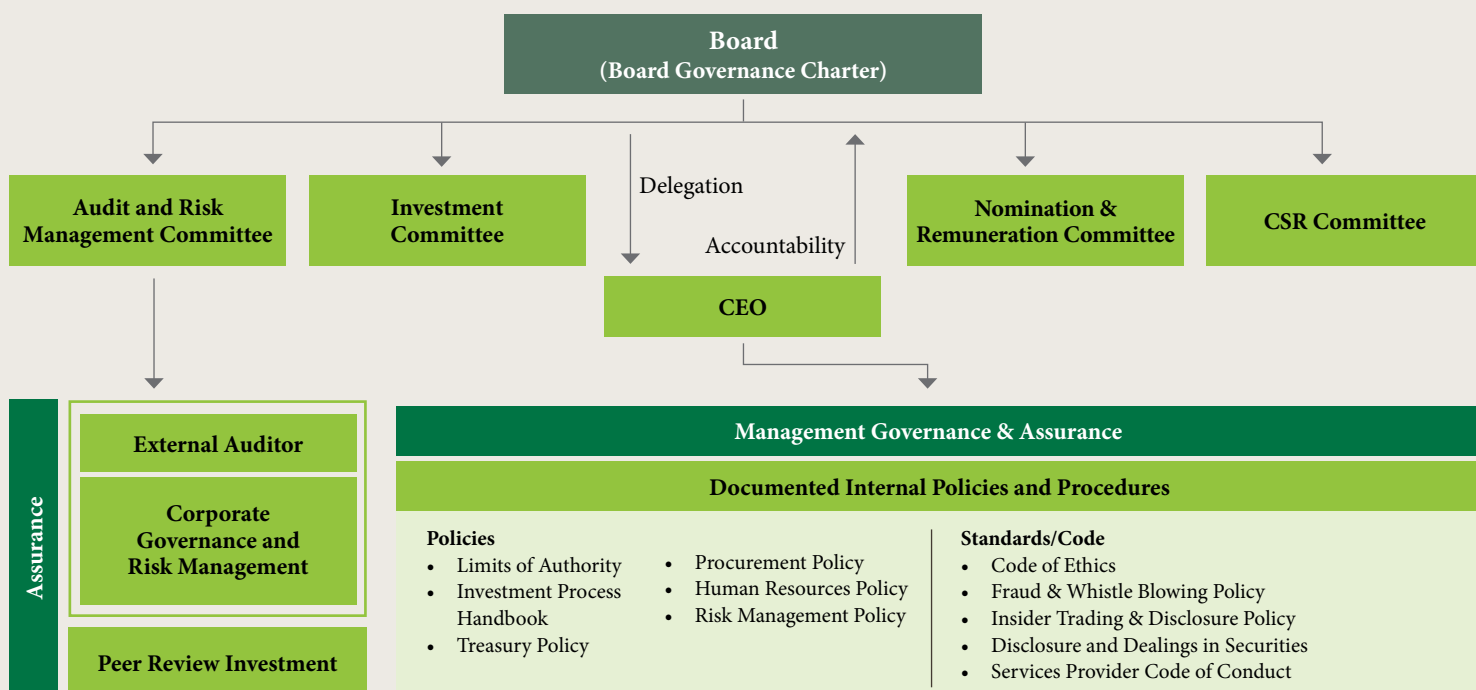 Board
(Board Governance Charter)
Delegation
Accountability
Audit and Risk
Management Committee
Investment
Committee
Nomination &
Remuneration Committee
CSR Committee
CEO
Assurance
External Auditor
Corporate
Governance and
Risk Management
Peer Review Investment
Management Governance & Assurance
Documented Internal Policies and Procedures
Policies
• Limits of Authority
• Investment Process
Handbook
• Treasury Policy
• Procurement Policy
• Human Resources Policy
• Risk Management Policy
Standards/Code
• Code of Ethics
• Fraud & Whistle Blowing Policy
• Insider Trading & Disclosure Policy
• Disclosure and Dealings in Securities
• Services Provider Code of Conduct